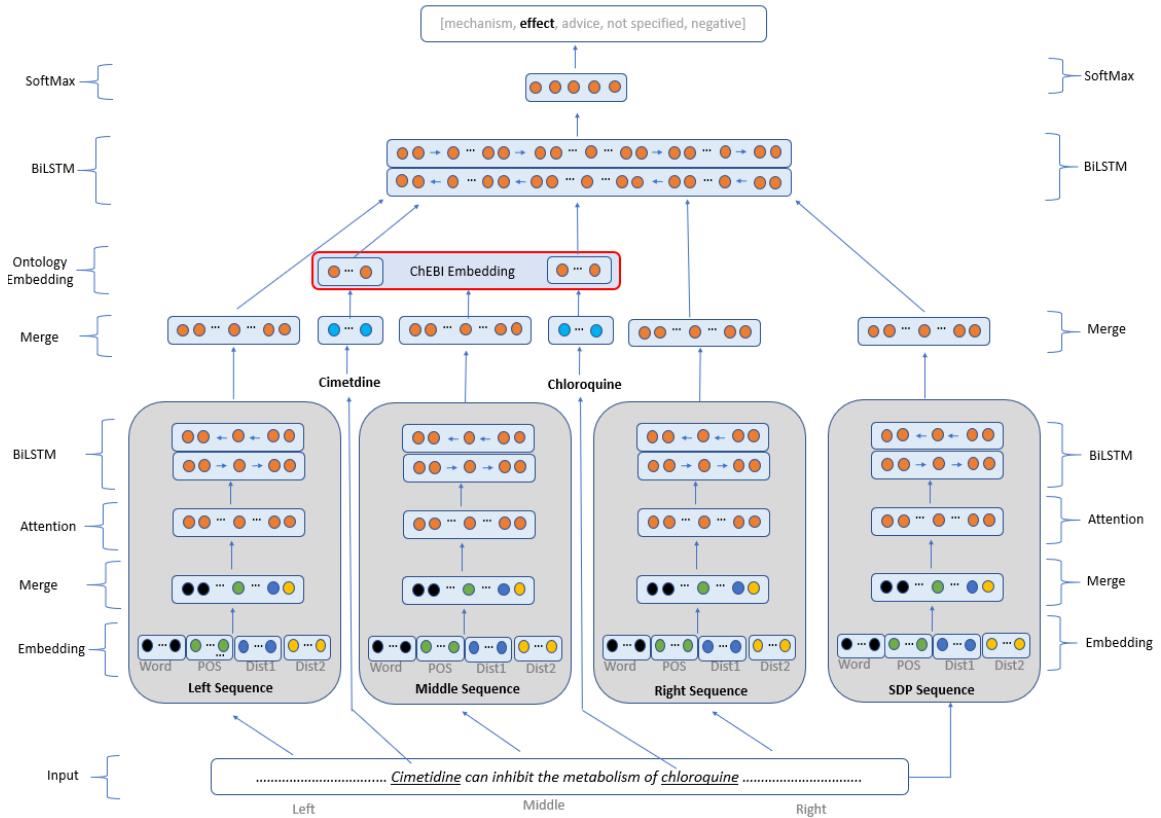 [mechanism, effect, advice, not specified, negative]
SoftMax
SoftMax
BiLSTM
BiLSTM
Ontology
Embedding
ChEBI Embedding
Merge
Merge
Cimetdine
Chloroquine
BiLSTM
BiLSTM
Attention
Attention
Merge
Merge
Embedding
Embedding
Word POS Dist1 Dist2
Word POS Dist1 Dist2
Word POS Dist1 Dist2
Word POS Dist1 Dist2
Left Sequence
Middle Sequence
Right Sequence
SDP Sequence
Input
.................................. Cimetidine can inhibit the metabolism of chloroquine ...............................
Left
Middle
Right